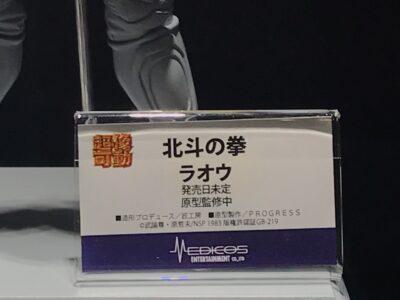 超像可動
北斗の拳
ラオウ
発売日未定
原型監修中
■造形プロデュース／匠工房 ■原型製作／PROGRESS
©武論尊・原哲夫/NSP 1983 版権許諾証GB-219
MEDICOS
ENTERTAINMENT CO.,LTD